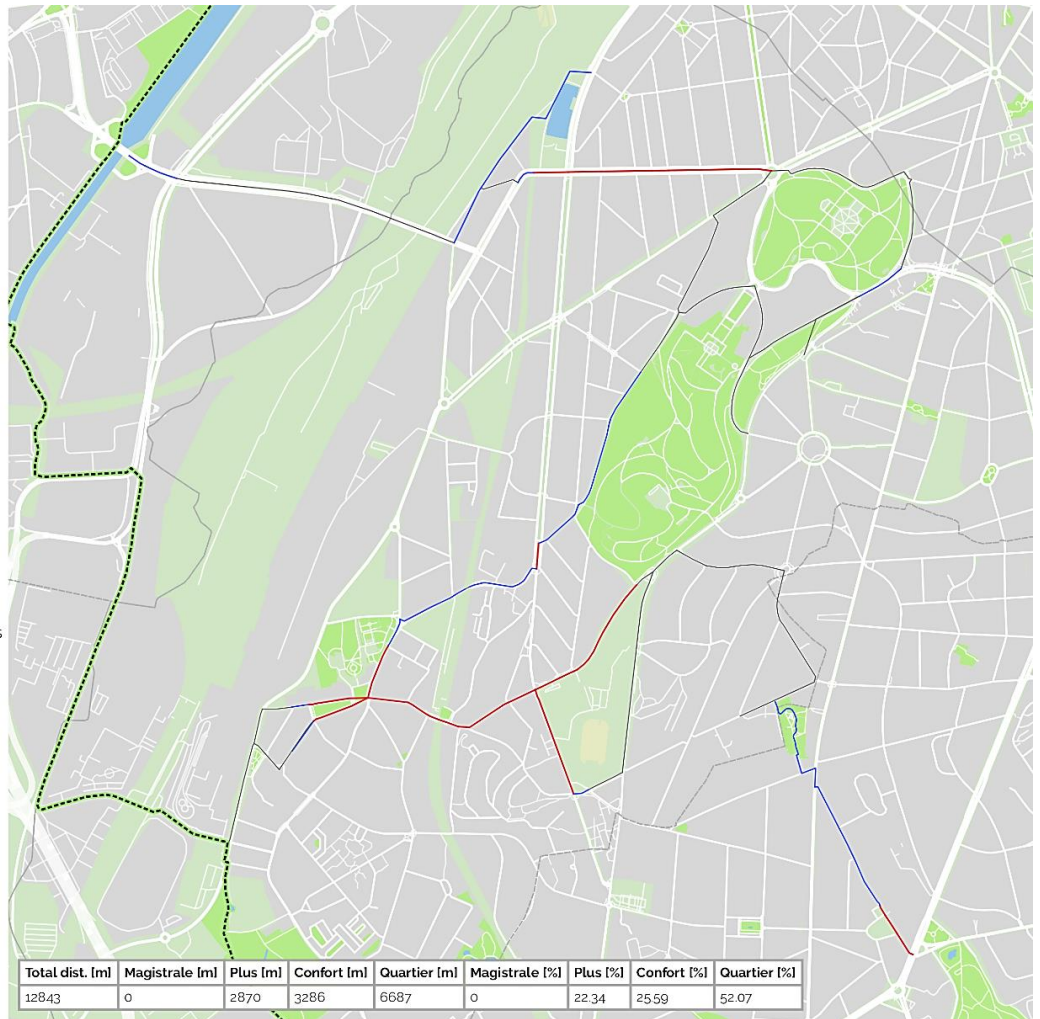 Total dist. [m] Magistrale [m] Plus [m] Confort [m] Quartier [m] Magistrale [%] Plus [%] Confort [%] Quartier [%]
12843 0 2870 3286 6687 0 22.34 25.59 52.07